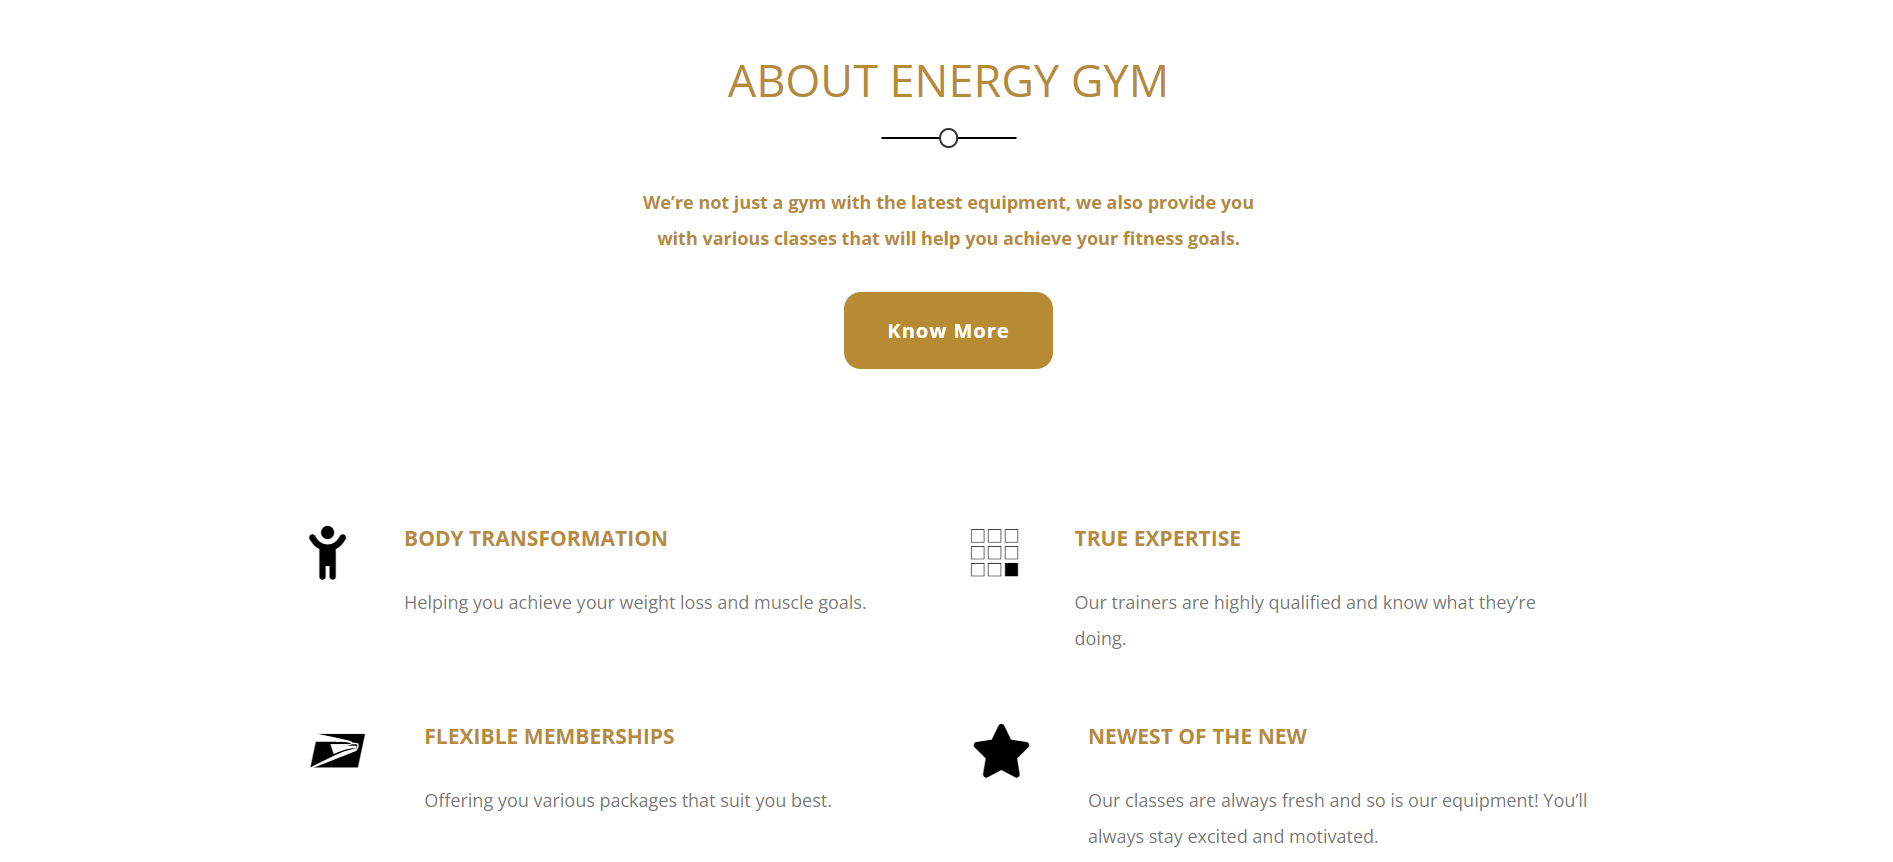 ABOUT ENERGY GYM
We’re not just a gym with the latest equipment, we also provide you
with various classes that will help you achieve your fitness goals.
Know More
BODY TRANSFORMATION
Helping you achieve your weight loss and muscle goals.
TRUE EXPERTISE
Our trainers are highly qualified and know what they’re
doing.
FLEXIBLE MEMBERSHIPS
Offering you various packages that suit you best.
NEWEST OF THE NEW
Our classes are always fresh and so is our equipment! You’ll
always stay excited and motivated.